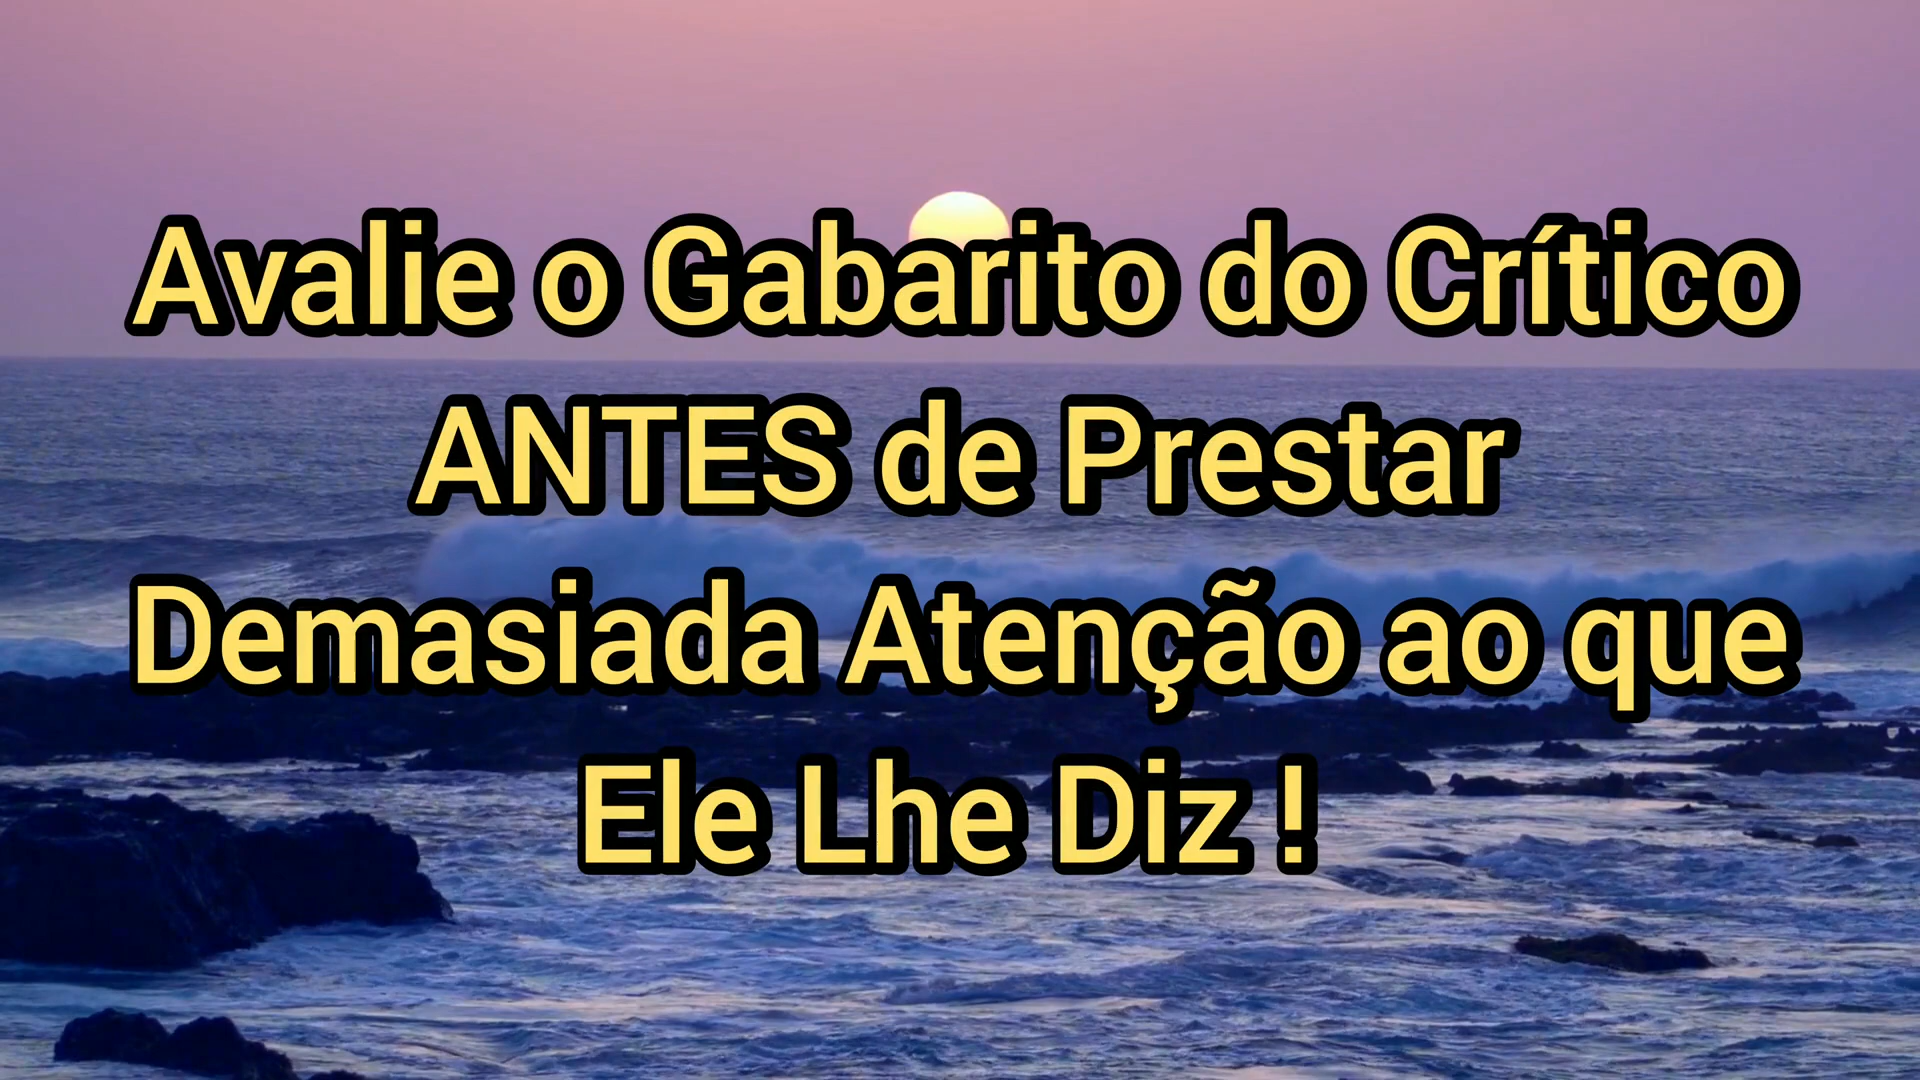 Avalie o Gabarito do Crítico
ANTES de Prestar
Demasiada Atenção ao que
Ele Lhe Diz !